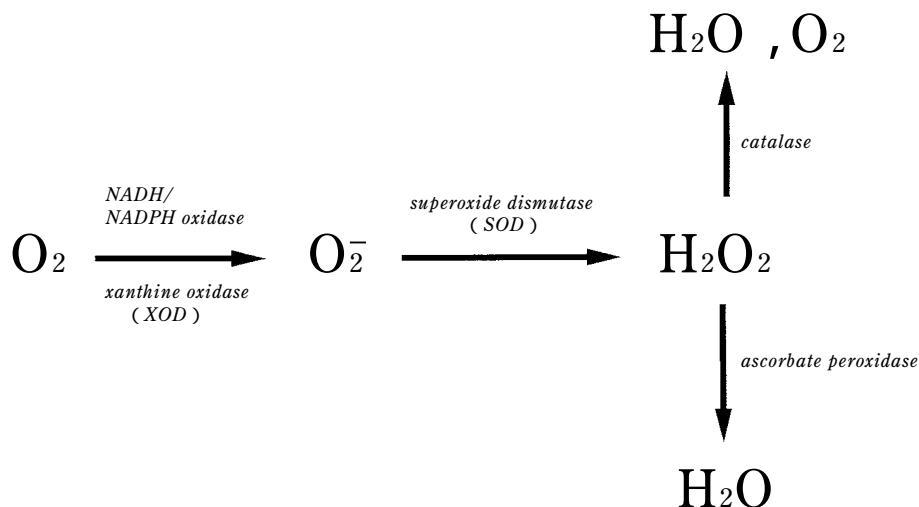 H₂O , O₂
catalase
NADH/
NADPH oxidase
superoxide dismutase
( SOD )
O₂
O₂⁻
H₂O₂
xanthine oxidase
( XOD )
ascorbate peroxidase
H₂O